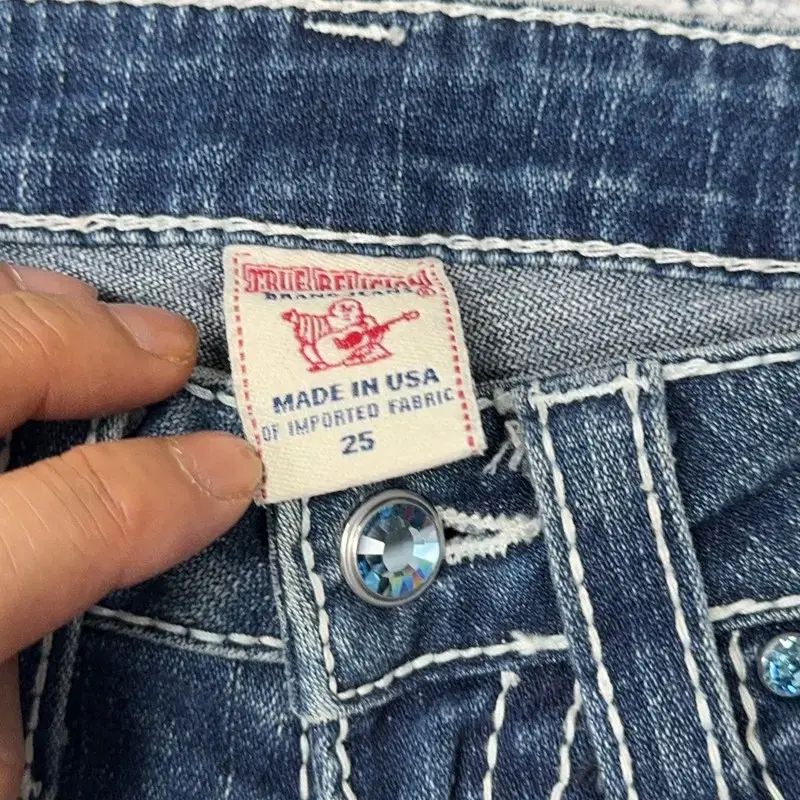 TRUE RELIGION®
BRAND JEANS
MADE IN USA
OF IMPORTED FABRIC
25